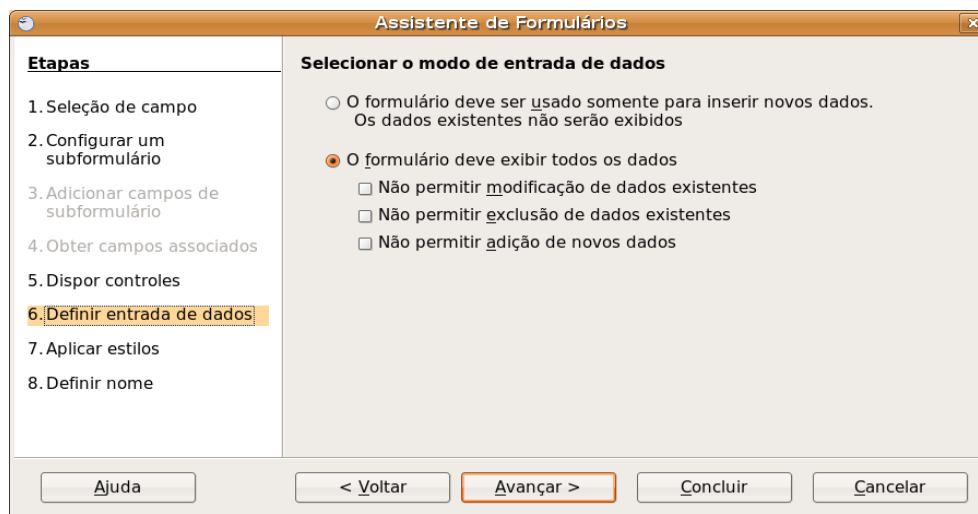 Assistente de Formulários
Etapas
1. Seleção de campo
2. Configurar um
subformulário
3. Adicionar campos de
subformulário
4. Obter campos associados
5. Dispor controles
6. Definir entrada de dados
7. Aplicar estilos
8. Definir nome
Selecionar o modo de entrada de dados
O formulário deve ser usado somente para inserir novos dados.
Os dados existentes não serão exibidos
O formulário deve exibir todos os dados
Não permitir modificação de dados existentes
Não permitir exclusão de dados existentes
Não permitir adição de novos dados
Ajuda
< Voltar
Avançar >
Concluir
Cancelar